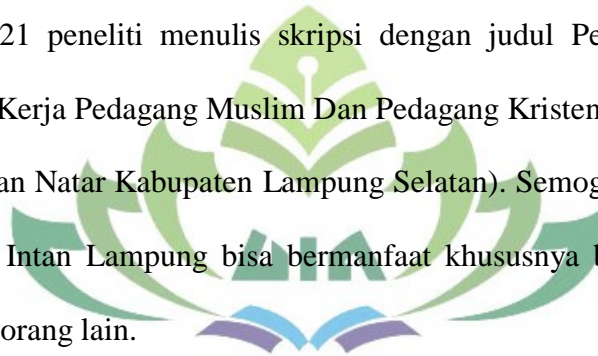 21 peneliti menulis skripsi dengan judul Pe
Kerja Pedagang Muslim Dan Pedagang Kristen
an Natar Kabupaten Lampung Selatan). Semog
Intan Lampung bisa bermanfaat khususnya b
orang lain.
UIN